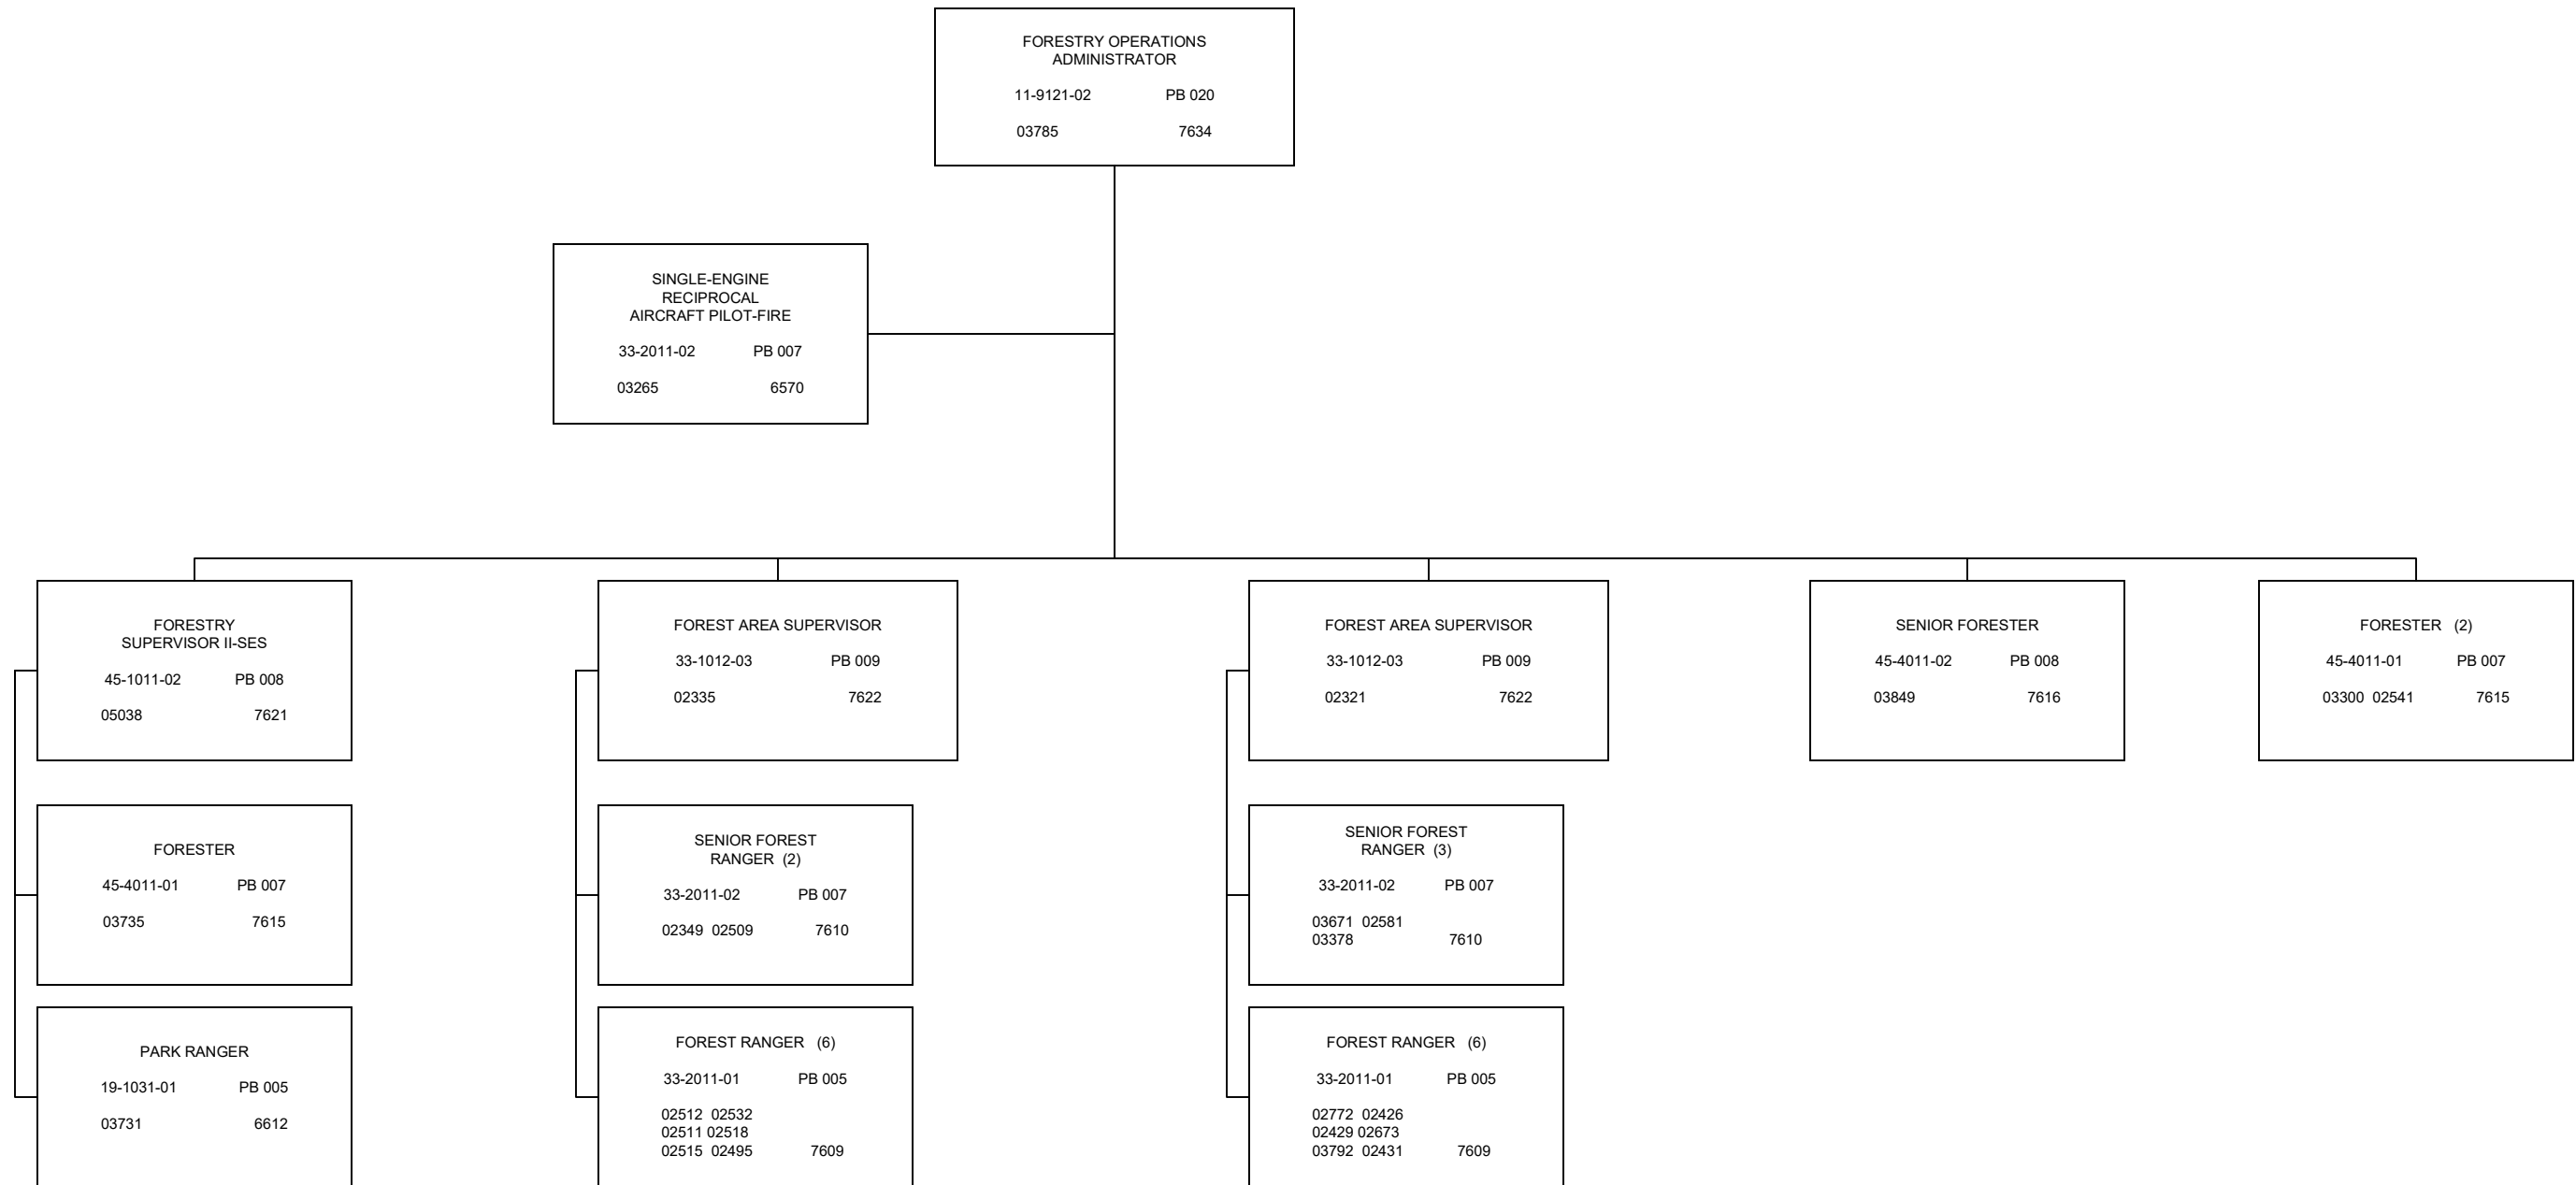 FORESTRY OPERATIONS
ADMINISTRATOR
11-9121-02 PB 020
03785 7634
SINGLE-ENGINE
RECIPROCAL
AIRCRAFT PILOT-FIRE
33-2011-02 PB 007
03265 6570
FORESTRY
SUPERVISOR II-SES
45-1011-02 PB 008
05038 7621
FORESTER
45-4011-01 PB 007
03735 7615
PARK RANGER
19-1031-01 PB 005
03731 6612
FOREST AREA SUPERVISOR
33-1012-03 PB 009
02335 7622
SENIOR FOREST
RANGER (2)
33-2011-02 PB 007
02349 02509 7610
FOREST RANGER (6)
33-2011-01 PB 005
02512 02532
02511 02518
02515 02495 7609
FOREST AREA SUPERVISOR
33-1012-03 PB 009
02321 7622
SENIOR FOREST
RANGER (3)
33-2011-02 PB 007
03671 02581
03378 7610
FOREST RANGER (6)
33-2011-01 PB 005
02772 02426
02429 02673
03792 02431 7609
SENIOR FORESTER
45-4011-02 PB 008
03849 7616
FORESTER (2)
45-4011-01 PB 007
03300 02541 7615